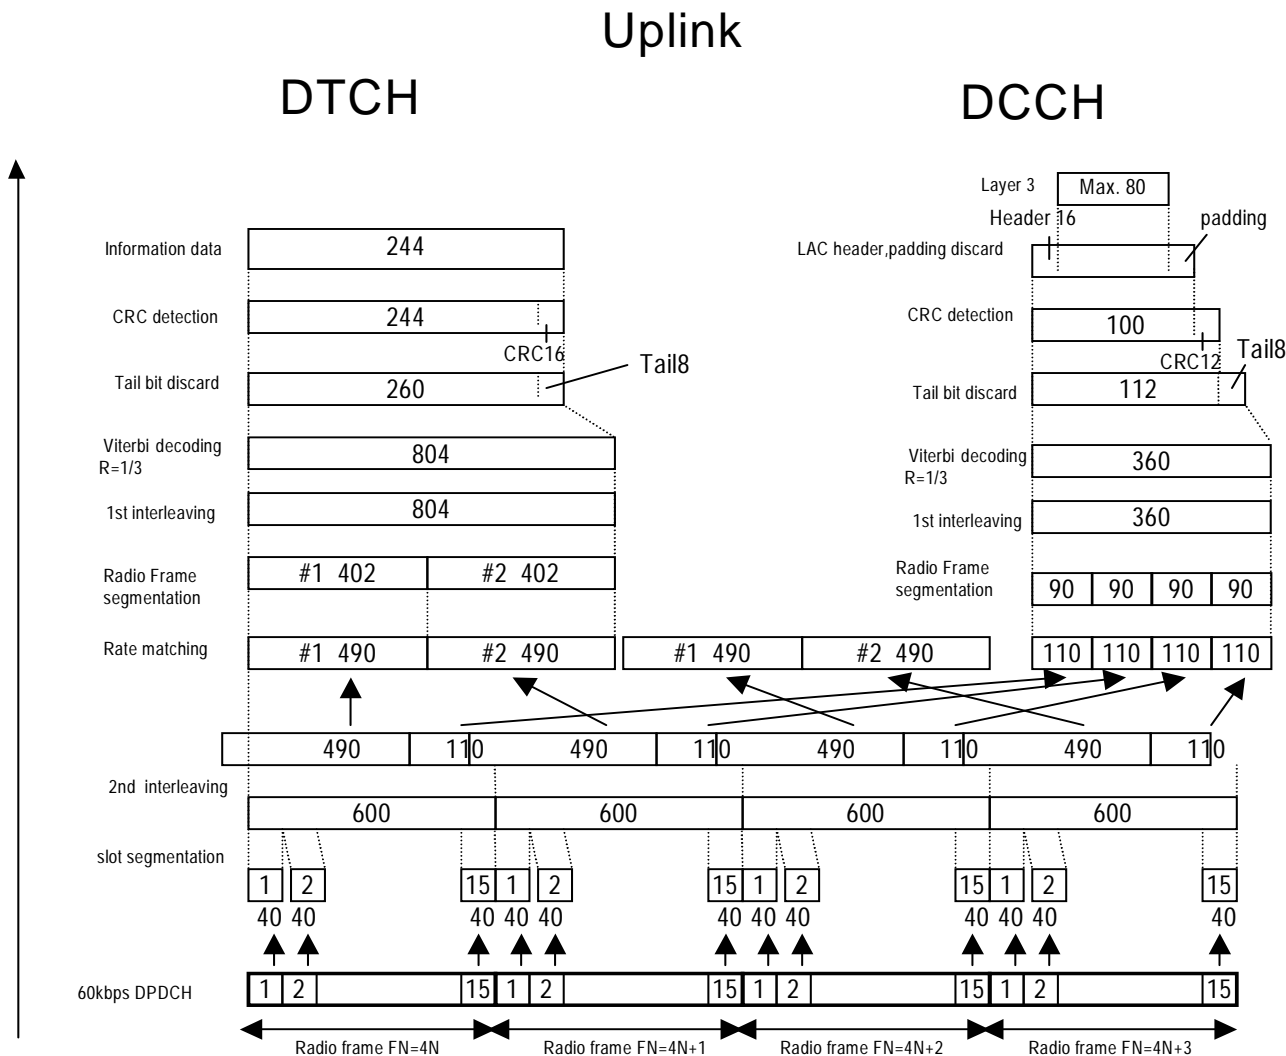 Uplink
DTCH
DCCH
Layer 3
Max. 80
Header 16
padding
Information data
244
LAC header,padding discard
CRC detection
244
CRC16
CRC detection
100
CRC12
Tail8
Tail8
Tail bit discard
260
Tail bit discard
112
Viterbi decoding
R=1/3
804
Viterbi decoding
R=1/3
360
1st interleaving
804
1st interleaving
360
Radio Frame
segmentation
#1 402
#2 402
Radio Frame
segmentation
90 90 90 90
Rate matching
#1 490
#2 490
#1 490
#2 490
110 110 110 110
490 110 490 110 490 110 490 110
2nd interleaving
600 600 600 600
slot segmentation
1 2 15 1 2 15 1 2 15 1 2 15
40 40 40 40 40 40 40 40 40 40 40 40
60kbps DPDCH
1 2 15 1 2 15 1 2 15 1 2 15
Radio frame FN=4N
Radio frame FN=4N+1
Radio frame FN=4N+2
Radio frame FN=4N+3